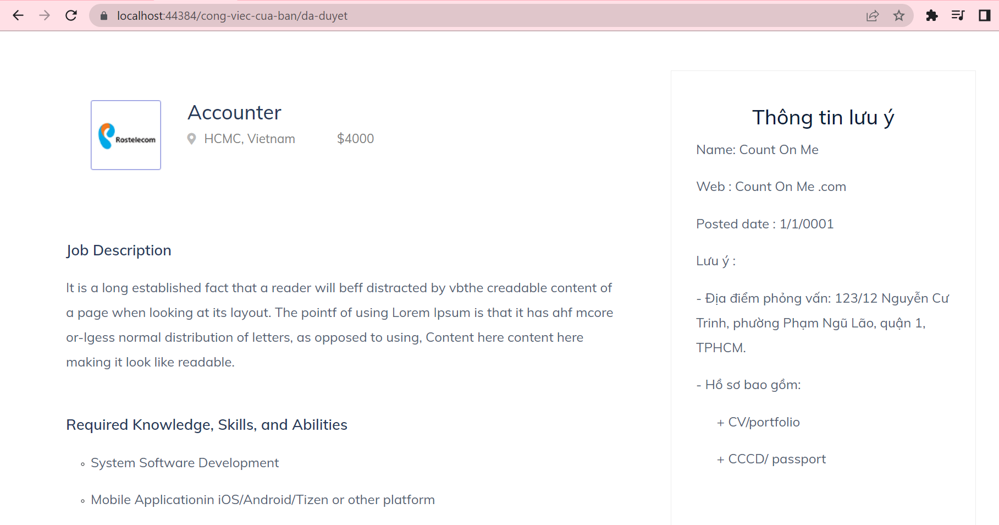 localhost:44384/cong-viec-cua-ban/da-duyet
Rostelecom
Accounter
HCMC, Vietnam $4000
Job Description
It is a long established fact that a reader will beff distracted by vbthe creadable content of
a page when looking at its layout. The pointf of using Lorem Ipsum is that it has ahf mcore
or-lgess normal distribution of letters, as opposed to using, Content here content here
making it look like readable.
Required Knowledge, Skills, and Abilities
System Software Development
Mobile Applicationin iOS/Android/Tizen or other platform
Thông tin lưu ý
Name: Count On Me
Web : Count On Me .com
Posted date : 1/1/0001
Lưu ý :
- Địa điểm phỏng vấn: 123/12 Nguyễn Cư
Trinh, phường Phạm Ngũ Lão, quận 1,
TPHCM.
- Hồ sơ bao gồm:
+ CV/portfolio
+ CCCD/ passport